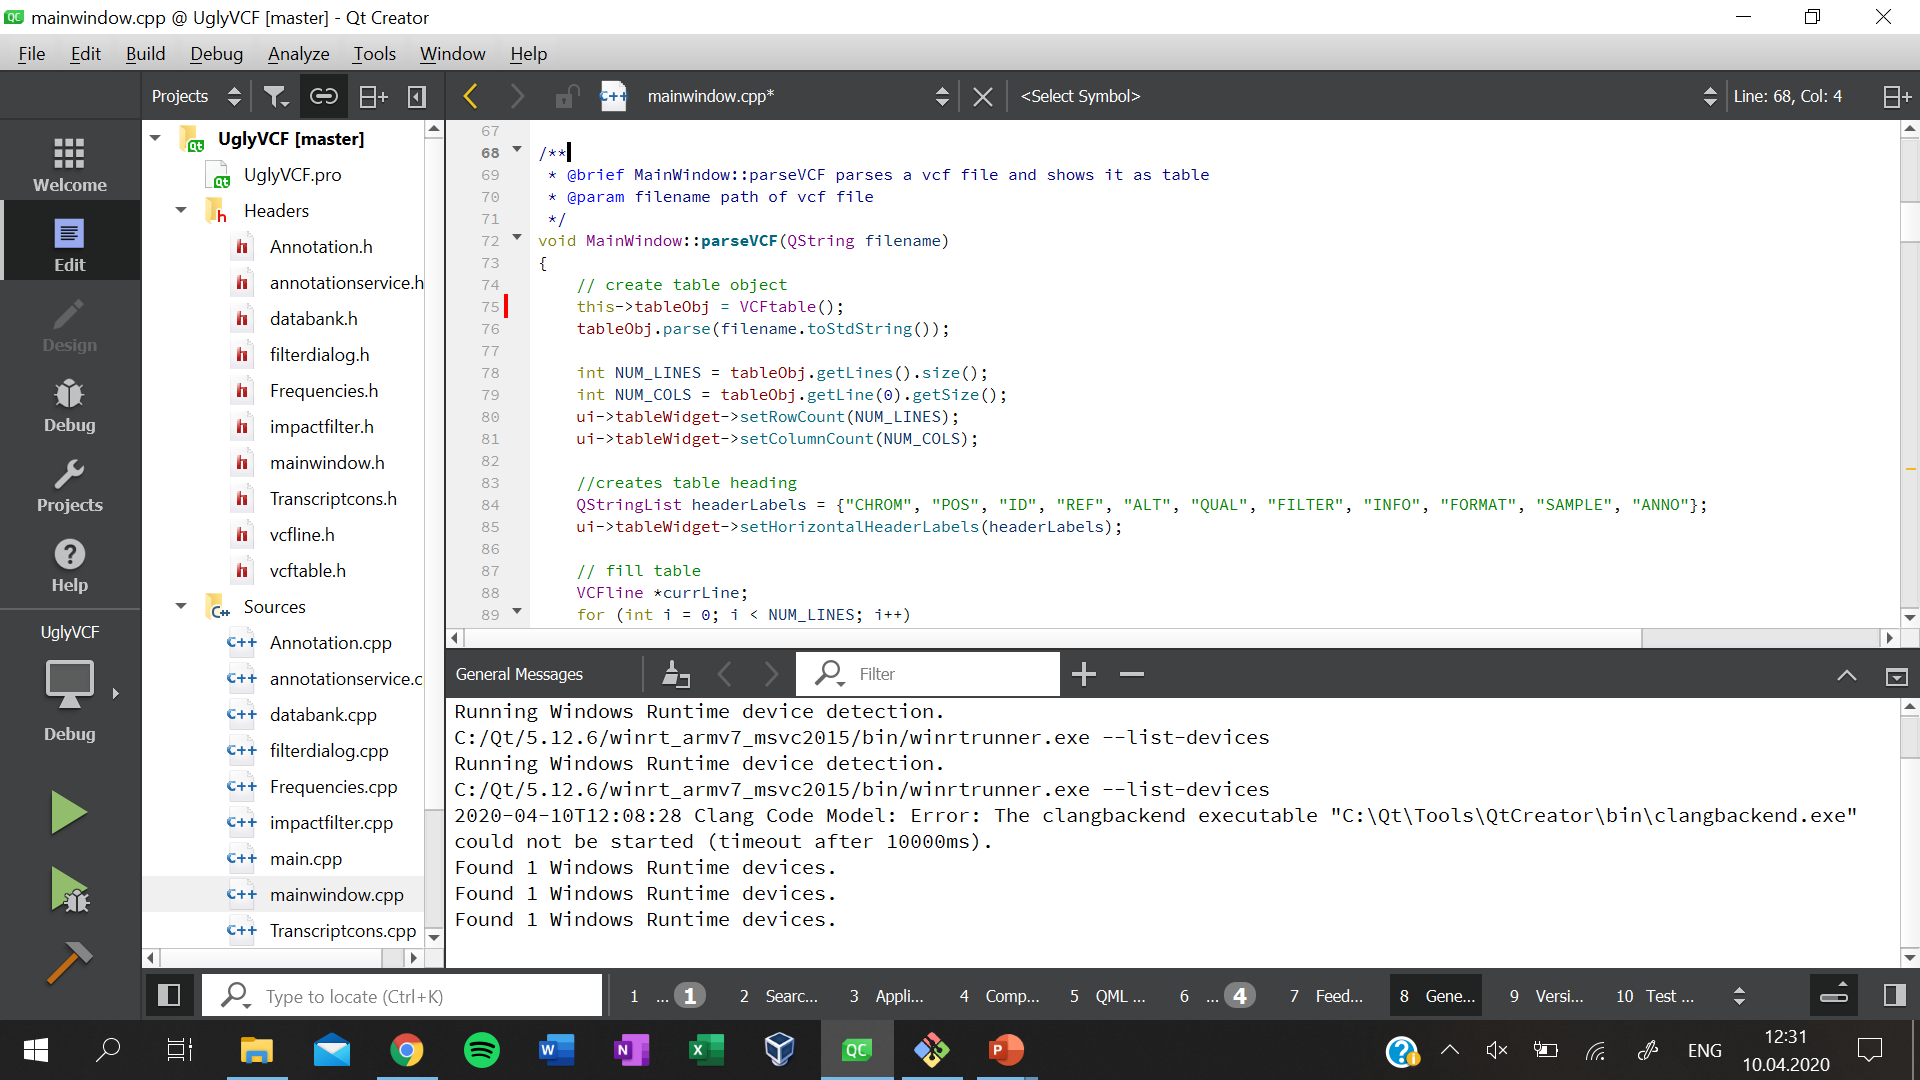 mainwindow.cpp @ UglyVCF [master] - Qt Creator
File Edit Build Debug Analyze Tools Window Help
Projects
mainwindow.cpp*
<Select Symbol>
Line: 68, Col: 4
Welcome
Edit
Design
Debug
Projects
Help
UglyVCF
Debug
UglyVCF [master]
UglyVCF.pro
Headers
Annotation.h
annotationservice.h
databank.h
filterdialog.h
Frequencies.h
impactfilter.h
mainwindow.h
Transcriptcons.h
vcfline.h
vcftable.h
Sources
Annotation.cpp
annotationservice.c
databank.cpp
filterdialog.cpp
Frequencies.cpp
impactfilter.cpp
main.cpp
mainwindow.cpp
Transcriptcons.cpp
67
68 /**
69 * @brief MainWindow::parseVCF parses a vcf file and shows it as table
70 * @param filename path of vcf file
71 */
72 void MainWindow::parseVCF(QString filename)
73 {
74 // create table object
75 this->tableObj = VCFtable();
76 tableObj.parse(filename.toStdString());
77
78 int NUM_LINES = tableObj.getLines().size();
79 int NUM_COLS = tableObj.getLine(0).getSize();
80 ui->tableWidget->setRowCount(NUM_LINES);
81 ui->tableWidget->setColumnCount(NUM_COLS);
82
83 //creates table heading
84 QStringList headerLabels = {"CHROM", "POS", "ID", "REF", "ALT", "QUAL", "FILTER", "INFO", "FORMAT", "SAMPLE", "ANNO"};
85 ui->tableWidget->setHorizontalHeaderLabels(headerLabels);
86
87 // fill table
88 VCFline *currLine;
89 for (int i = 0; i < NUM_LINES; i++)
General Messages
Filter
Running Windows Runtime device detection.
C:/Qt/5.12.6/winrt_armv7_msvc2015/bin/winrtrunner.exe --list-devices
Running Windows Runtime device detection.
C:/Qt/5.12.6/winrt_armv7_msvc2015/bin/winrtrunner.exe --list-devices
2020-04-10T12:08:28 Clang Code Model: Error: The clangbackend executable "C:\Qt\Tools\QtCreator\bin\clangbackend.exe"
could not be started (timeout after 10000ms).
Found 1 Windows Runtime devices.
Found 1 Windows Runtime devices.
Found 1 Windows Runtime devices.
Type to locate (Ctrl+K)
1 ... 1 2 Searc... 3 Appli... 4 Comp... 5 QML ... 6 ... 4 7 Feed... 8 Gene... 9 Versi... 10 Test ...
ENG
12:31
10.04.2020